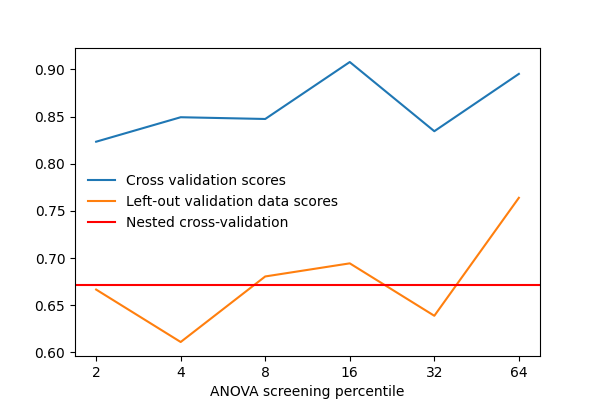 0.90
0.85
0.80
0.75
0.70
0.65
0.60
Cross validation scores
Left-out validation data scores
Nested cross-validation
2 4 8 16 32 64
ANOVA screening percentile